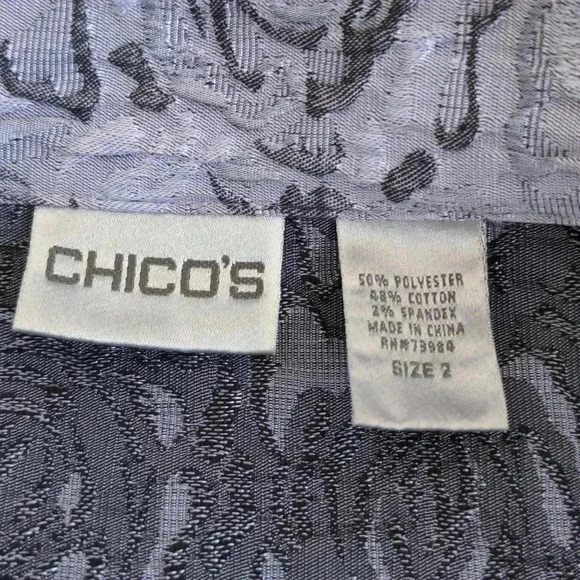 CHICO'S
50% POLYESTER
48% COTTON
2% SPANDEX
MADE IN CHINA
RN#79984
SIZE 2